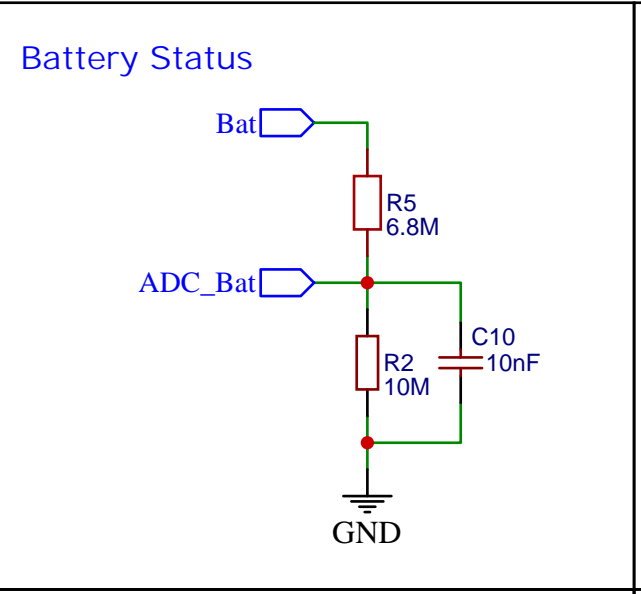 Battery Status
Bat
R5
6.8M
ADC_Bat
C10
10nF
R2
10M
GND